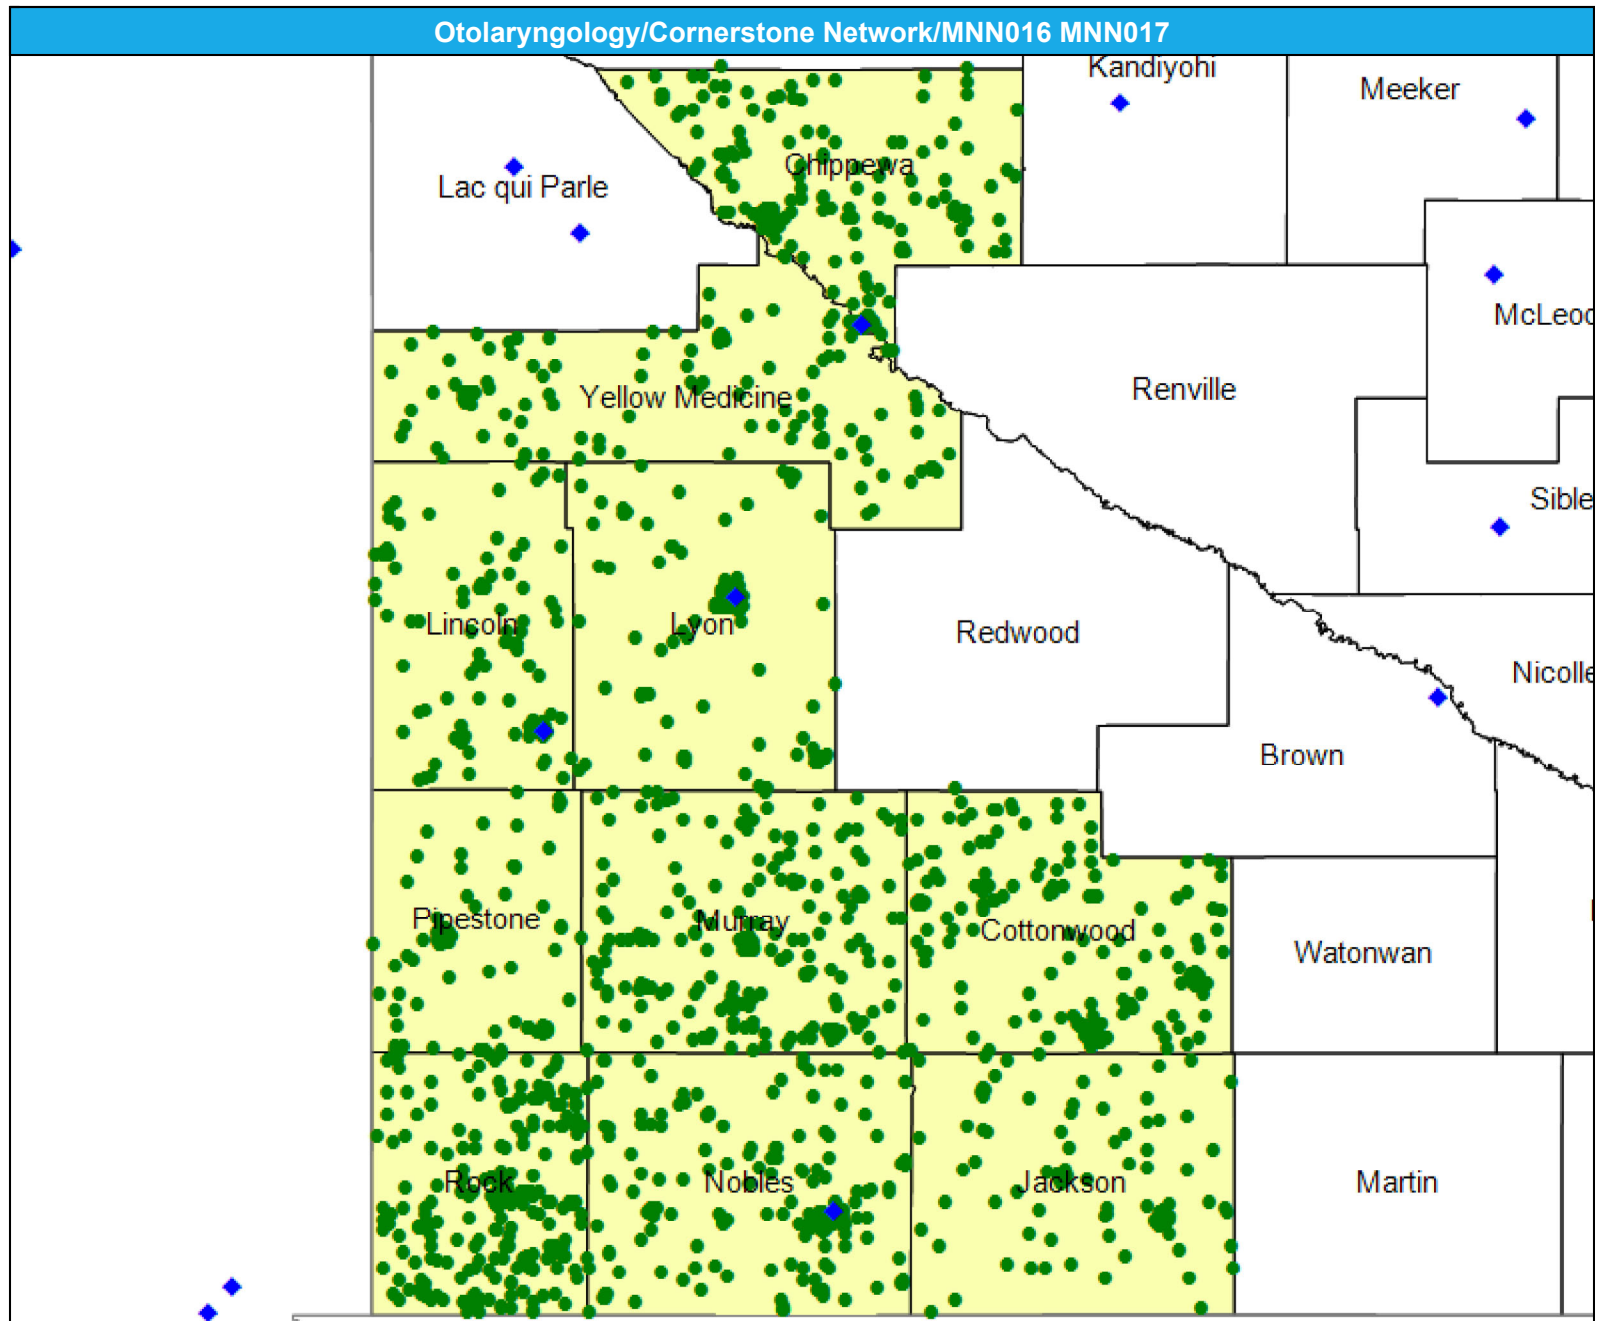 Otolaryngology/Cornerstone Network/MNN016 MNN017
Kandiyohi
Meeker
Chippewa
Lac qui Parle
McLeod
Renville
Yellow Medicine
Sible
Lincoln
Lyon
Redwood
Nicolle
Brown
Pipestone
Murray
Cottonwood
Watonwan
Rock
Nobles
Jackson
Martin